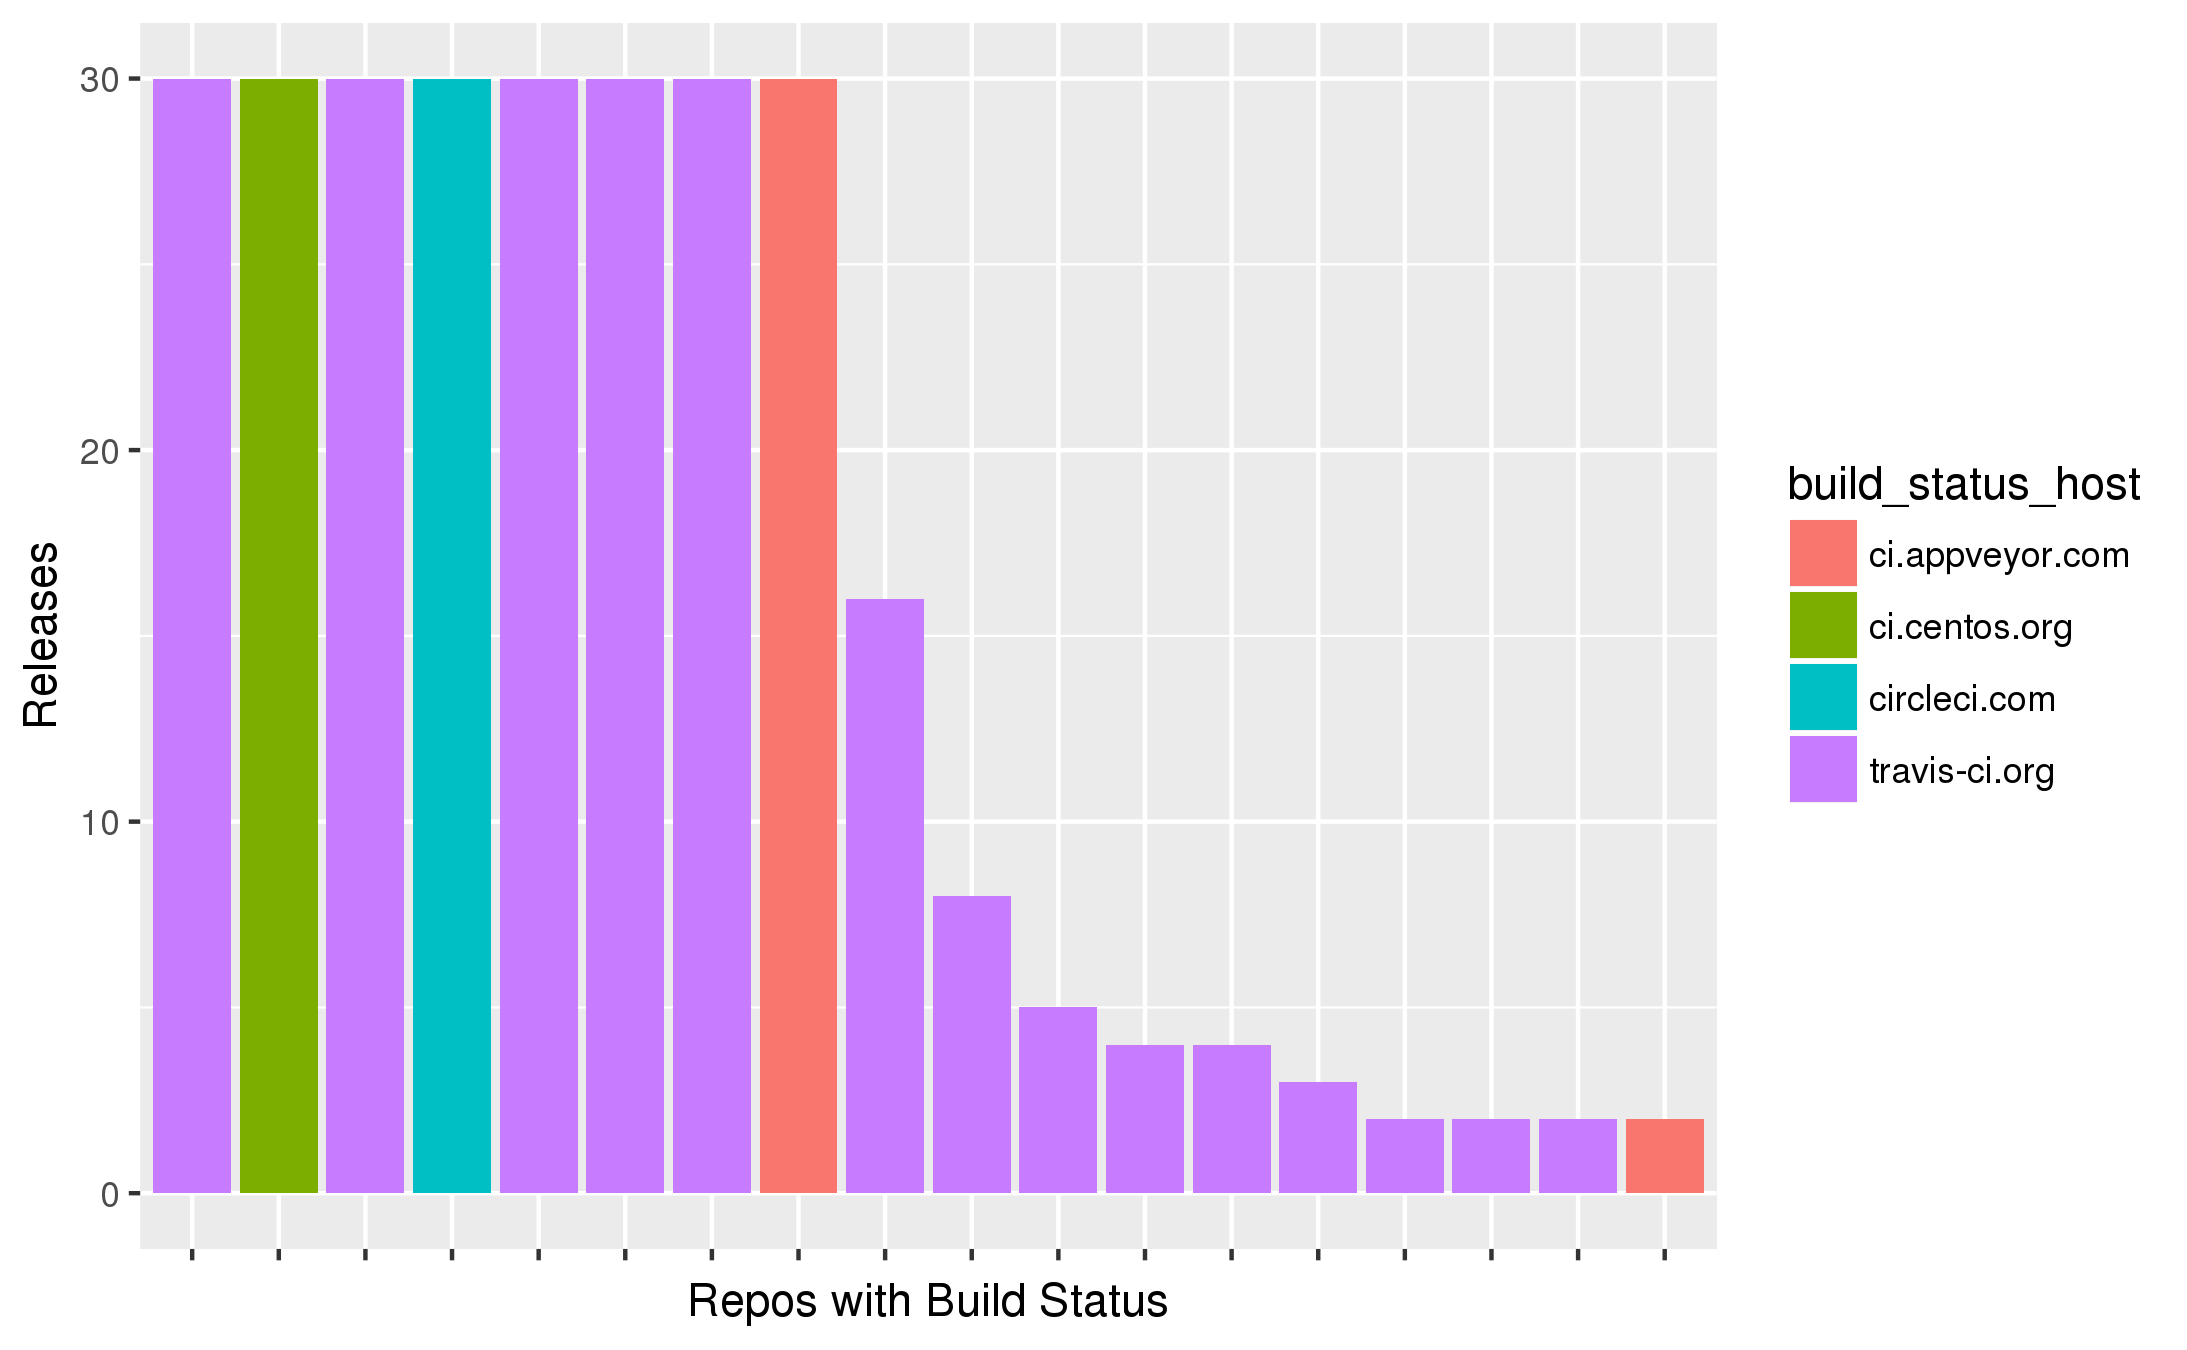 30
20
10
0
Releases
Repos with Build Status
build_status_host
ci.appveyor.com
ci.centos.org
circleci.com
travis-ci.org